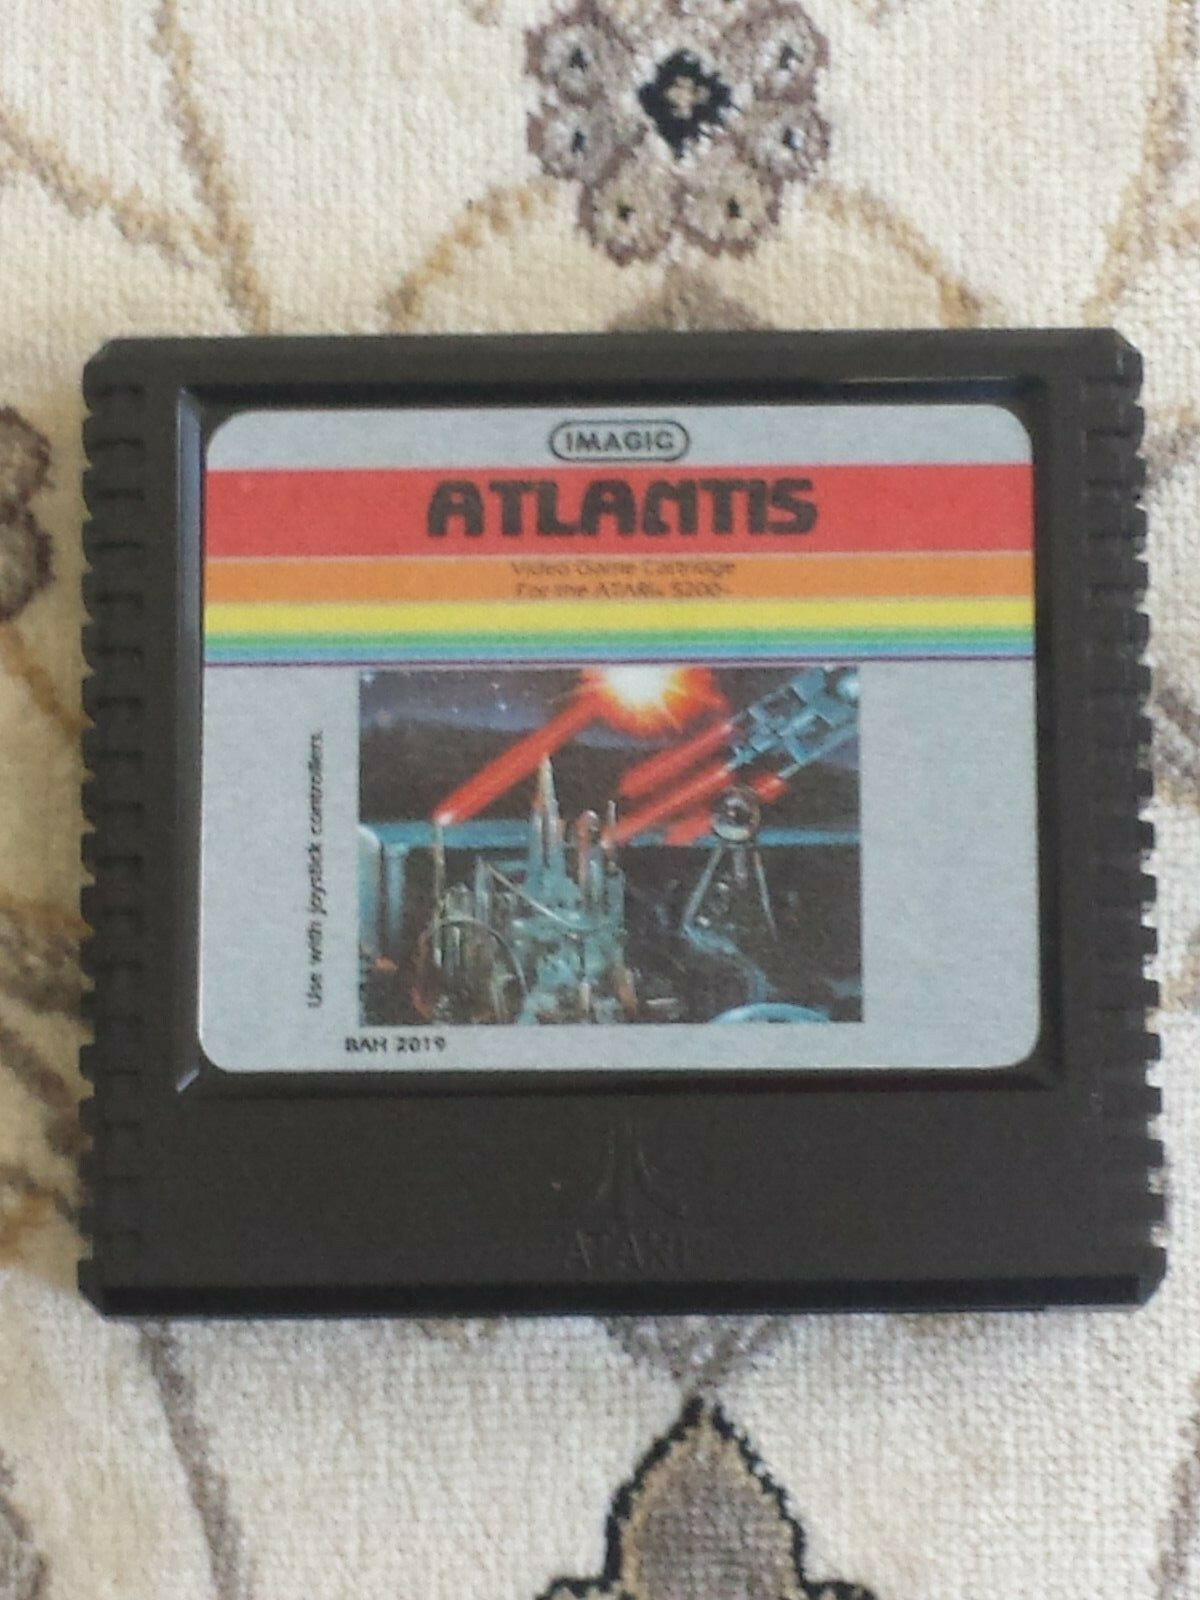 IMAGIC
ATLANTIS
Video Game Cartridge
For the ATARI® 5200™
Use with joystick controllers.
BAH 2019
ATARI